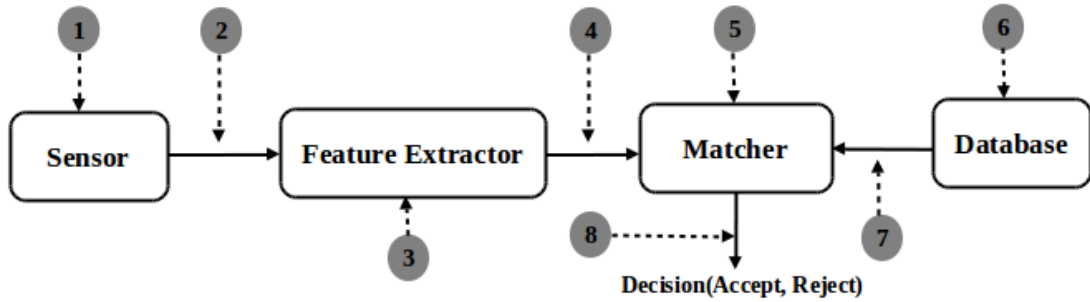 1
2
4
5
6
Sensor
Feature Extractor
Matcher
Database
3
8
7
Decision(Accept, Reject)